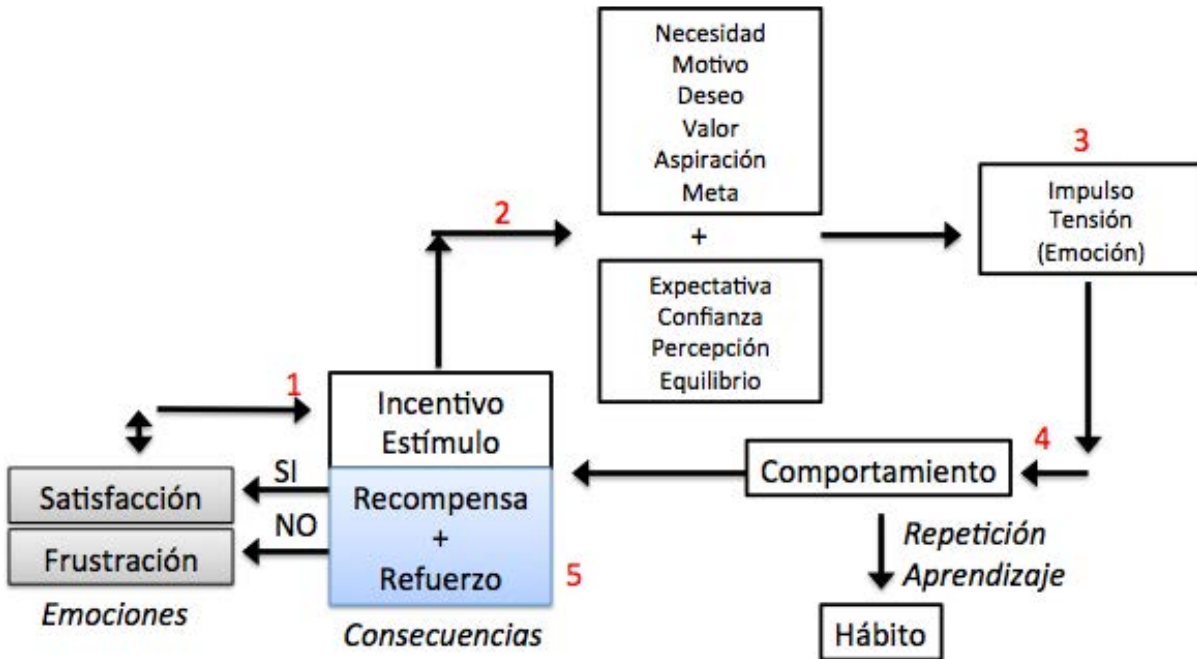 Necesidad
Motivo
Deseo
Valor
Aspiración
Meta
3
Impulso
Tensión
(Emoción)
2
+
Expectativa
Confianza
Percepción
Equilibrio
1
Incentivo
Estímulo
4
Comportamiento
SI
Satisfacción
NO
Frustración
Emociones
Recompensa
+
Refuerzo
5
Consecuencias
Repetición
Aprendizaje
Hábito